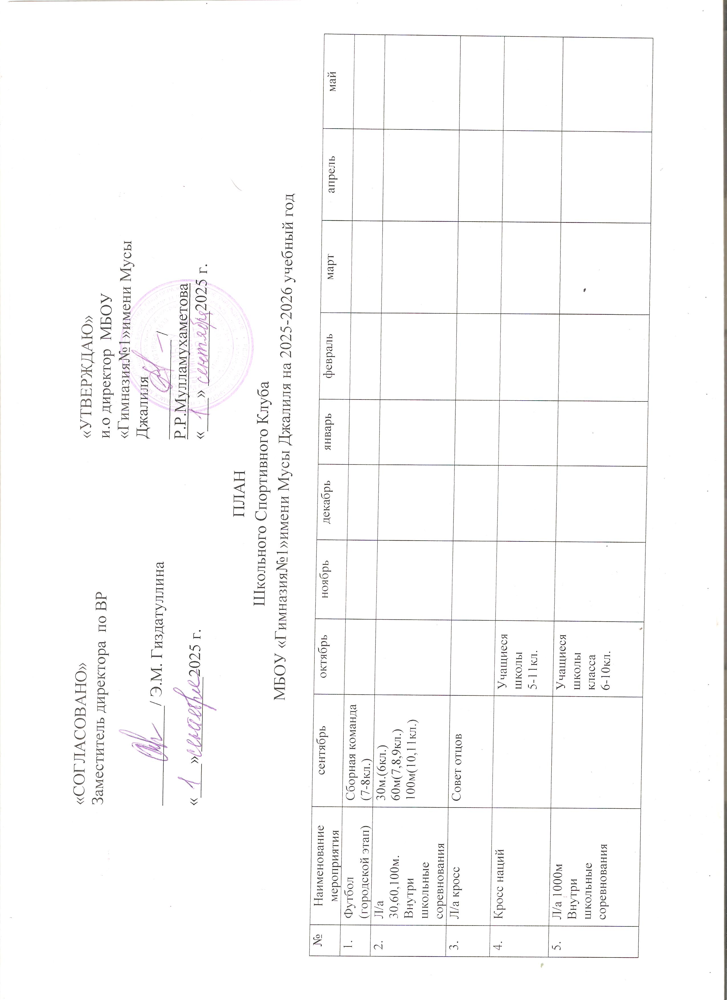 «СОГЛАСОВАНО»
Заместитель директора по ВР
/ Э.М. Гиздатуллина
« 1 » сентября 2025 г.
«УТВЕРЖДАЮ»
и.о директор МБОУ
«Гимназия№1»имени Мусы
Джалиля
/
Р.Р.Мулламухаметова
« 1 » сентября 2025 г.
ПЛАН
Школьного Спортивного Клуба
МБОУ «Гимназия№1»имени Мусы Джалиля на 2025-2026 учебный год
№ Наименование мероприятия сентябрь октябрь ноябрь декабрь январь февраль март апрель май
1. Футбол Сборная команда
(городской этап) (7-8кл.)
2. Л/а 30м.(6кл.)
30,60,100м. 60м(7,8,9кл.)
Внутри 100м(10,11кл.)
школьные
соревнования
3. Л/а кросс Совет отцов
4. Кросс наций Учащиеся
школы
5-11кл.
5. Л/а 1000м Учащиеся
Внутри школы
школьные класса
соревнования 6-10кл.